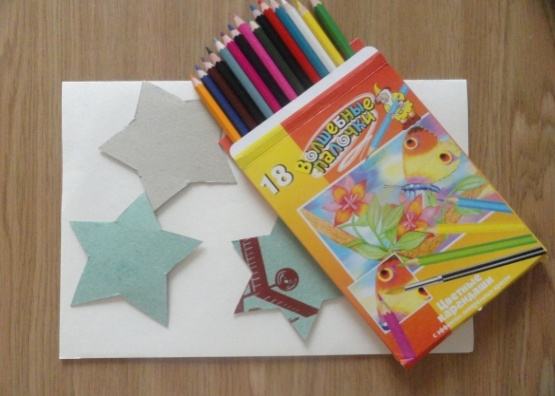 18
ВОЛШЕБНЫЕ
ПАЛОЧКИ
Цветные
карандаши